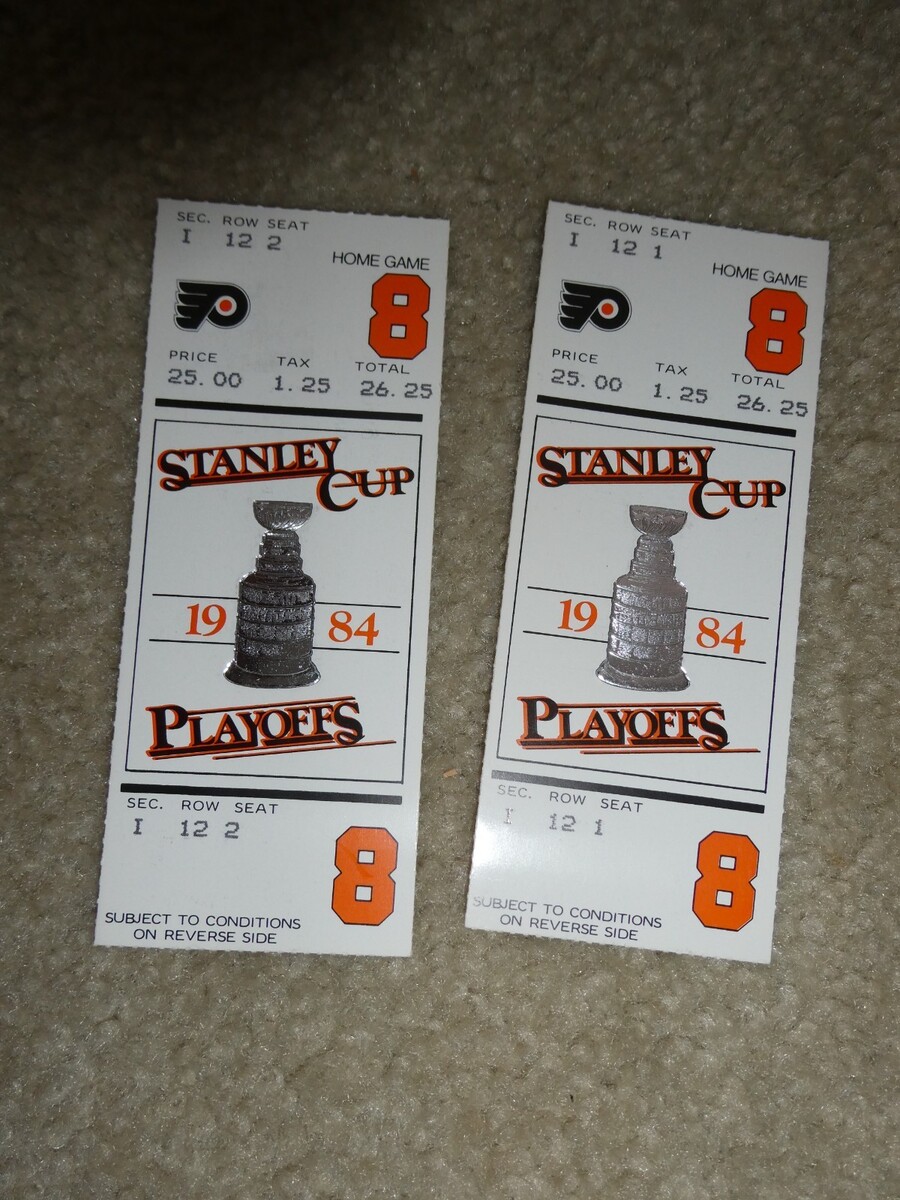 SEC. ROW SEAT
I 12 2
HOME GAME
8
PRICE TAX TOTAL
25.00 1.25 26.25
STANLEY
CUP
19 84
PLAYOFFS
SEC. ROW SEAT
I 12 2
8
SUBJECT TO CONDITIONS
ON REVERSE SIDE
SEC. ROW SEAT
I 12 1
HOME GAME
8
PRICE TAX TOTAL
25.00 1.25 26.25
STANLEY
CUP
19 84
PLAYOFFS
SEC. ROW SEAT
I 12 1
8
SUBJECT TO CONDITIONS
ON REVERSE SIDE